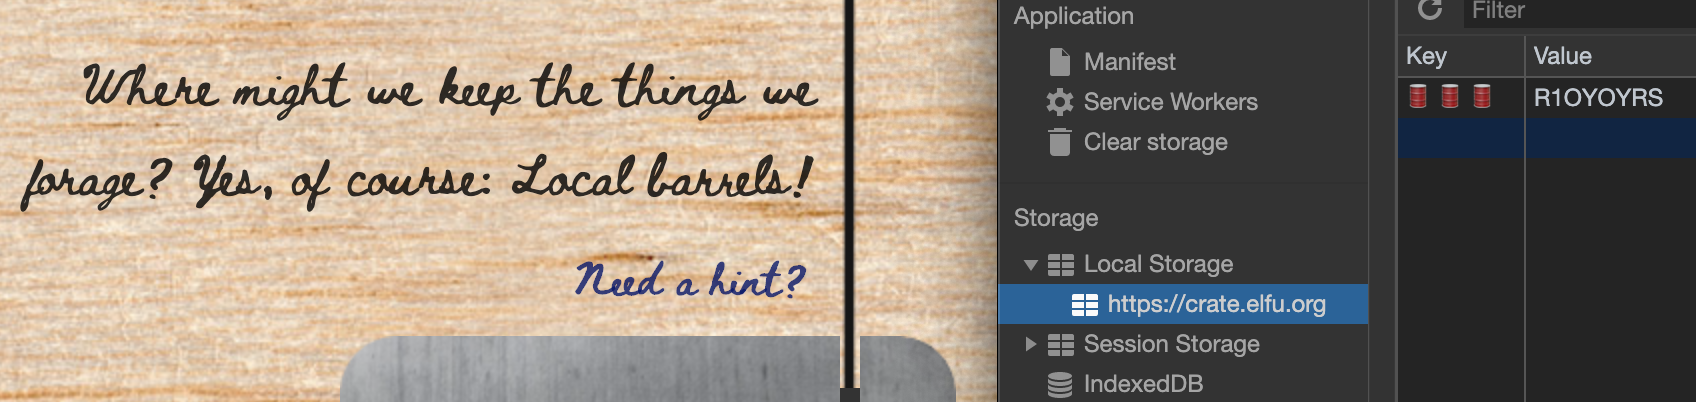 Where might we keep the things we
forage? Yes, of course: Local barrels!
Need a hint?
Application
Manifest
Service Workers
Clear storage
Storage
Local Storage
https://crate.elfu.org
Session Storage
IndexedDB
Filter
Key Value
🛢️ 🛢️ 🛢️ R1OYOYRS